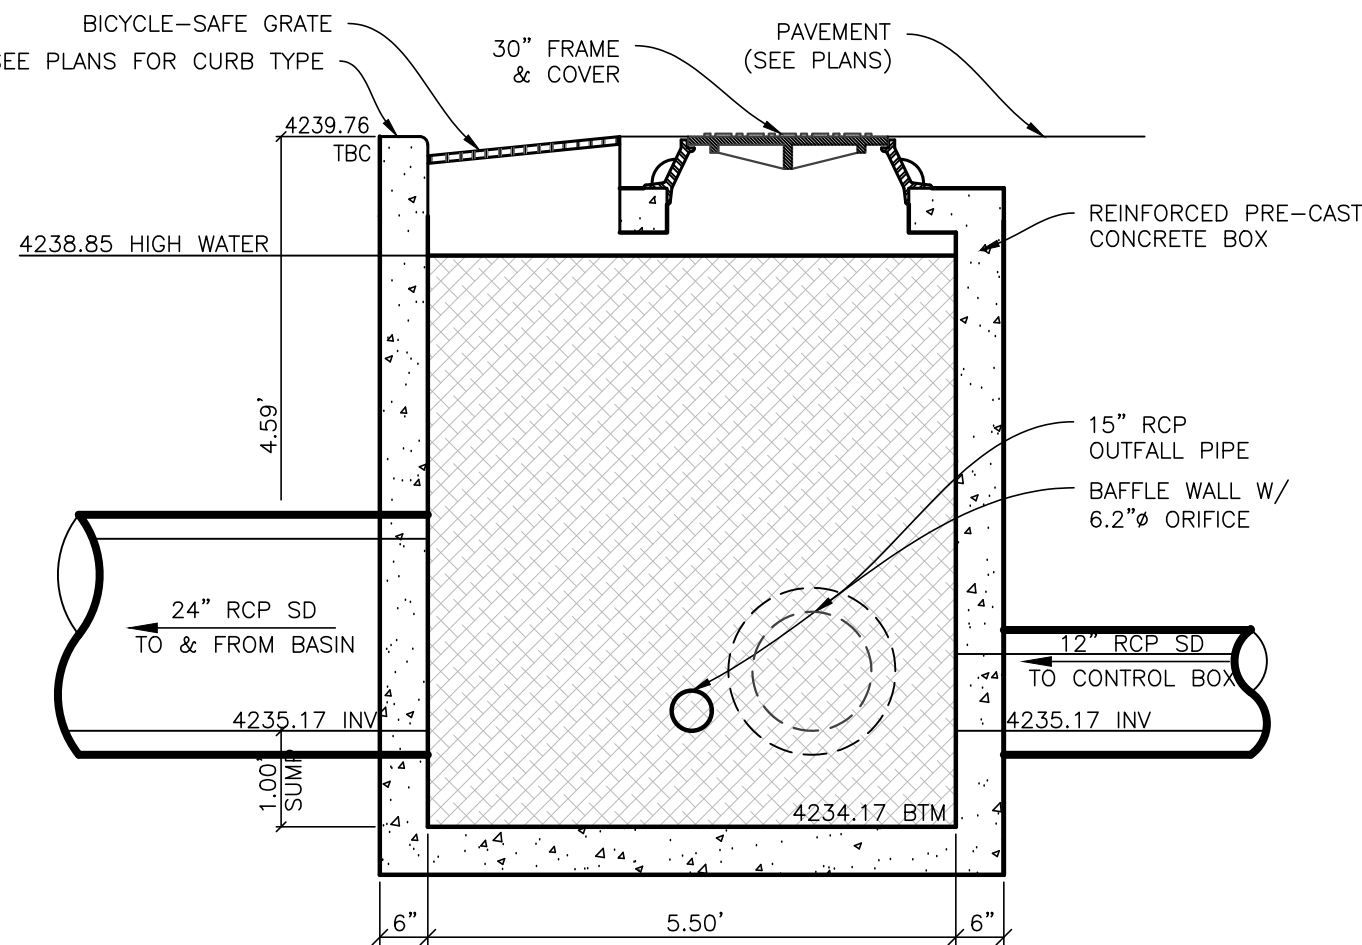 BICYCLE-SAFE GRATE
SEE PLANS FOR CURB TYPE
30" FRAME
& COVER
PAVEMENT
(SEE PLANS)
4239.76
TBC
4238.85 HIGH WATER
REINFORCED PRE-CAST
CONCRETE BOX
4.59'
15" RCP
OUTFALL PIPE
BAFFLE WALL W/
6.2"ø ORIFICE
24" RCP SD
TO & FROM BASIN
12" RCP SD
TO CONTROL BOX
4235.17 INV
4235.17 INV
1.00'
SUMP
4234.17 BTM
6"
5.50'
6"